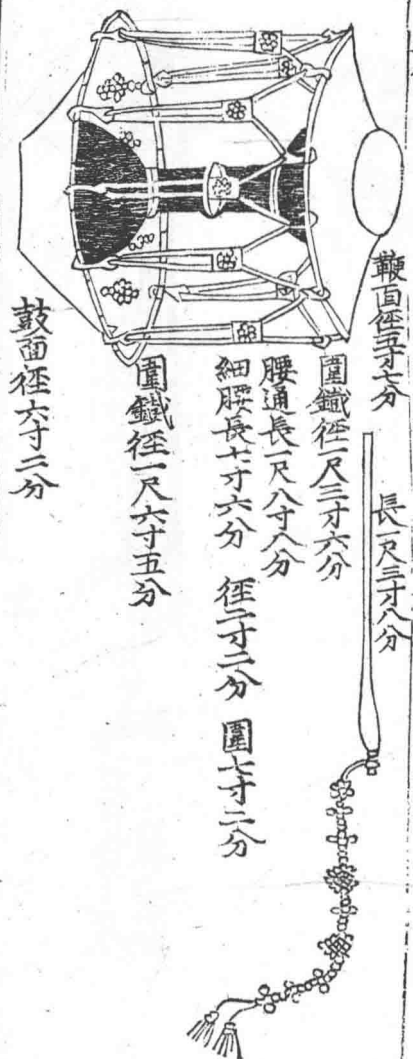 鞭面徑五寸七分
長一尺三寸八分
圍鐵徑一尺三寸六分
腰通長一尺八寸八分
細腰長七寸六分　徑二寸二分　圍七寸二分
圍鐵徑一尺六寸五分
鼓面徑六寸二分